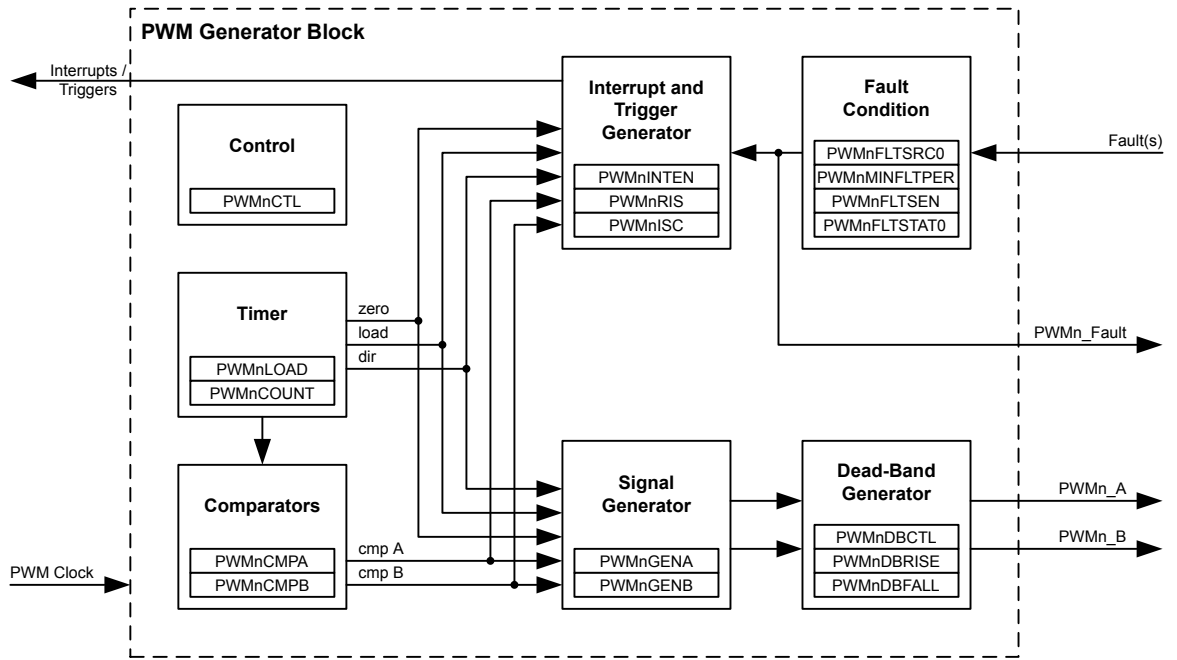 PWM Generator Block
Interrupts /
Triggers
Control
PWMnCTL
Interrupt and
Trigger
Generator
PWMnINTEN
PWMnRIS
PWMnISC
Fault
Condition
PWMnFLTSRC0
PWMnMINFLTPER
PWMnFLTSEN
PWMnFLTSTAT0
Fault(s)
Timer
PWMnLOAD
PWMnCOUNT
zero
load
dir
PWMn_Fault
Comparators
PWMnCMPA
PWMnCMPB
cmp A
cmp B
PWM Clock
Signal
Generator
PWMnGENA
PWMnGENB
Dead-Band
Generator
PWMnDBCTL
PWMnDBRISE
PWMnDBFALL
PWMn_A
PWMn_B